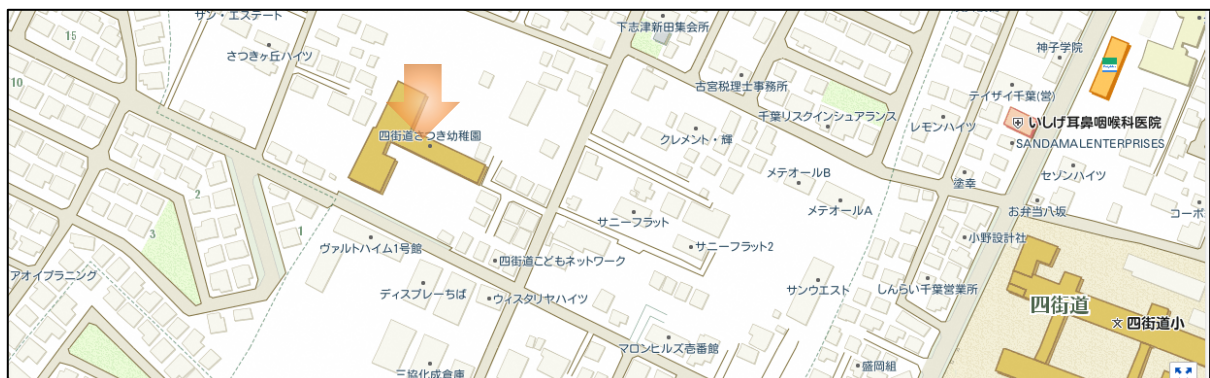 サン・エステート
下志津新田集会所
15
さつきヶ丘ハイツ
神子学院
10
古宮税理士事務所
テイザイ千葉(営)
千葉リスクインシュアランス
いしげ耳鼻咽喉科医院
レモンハイツ
四街道さつき幼稚園
クレメント・輝
SANDAMALENTERPRISES
メテオールB
セゾンハイツ
塗幸
2
メテオールA
お弁当八坂
コーポ
サニーフラット
3
1
小野設計社
ヴァルトハイム1号館
サニーフラット2
四街道こどもネットワーク
アオイプランニング
ディスプレーちば
ウィスタリヤハイツ
サンウエスト
しんらい千葉営業所
四街道
四街道小
マロンヒルズ壱番館
盛岡組
三協化成倉庫